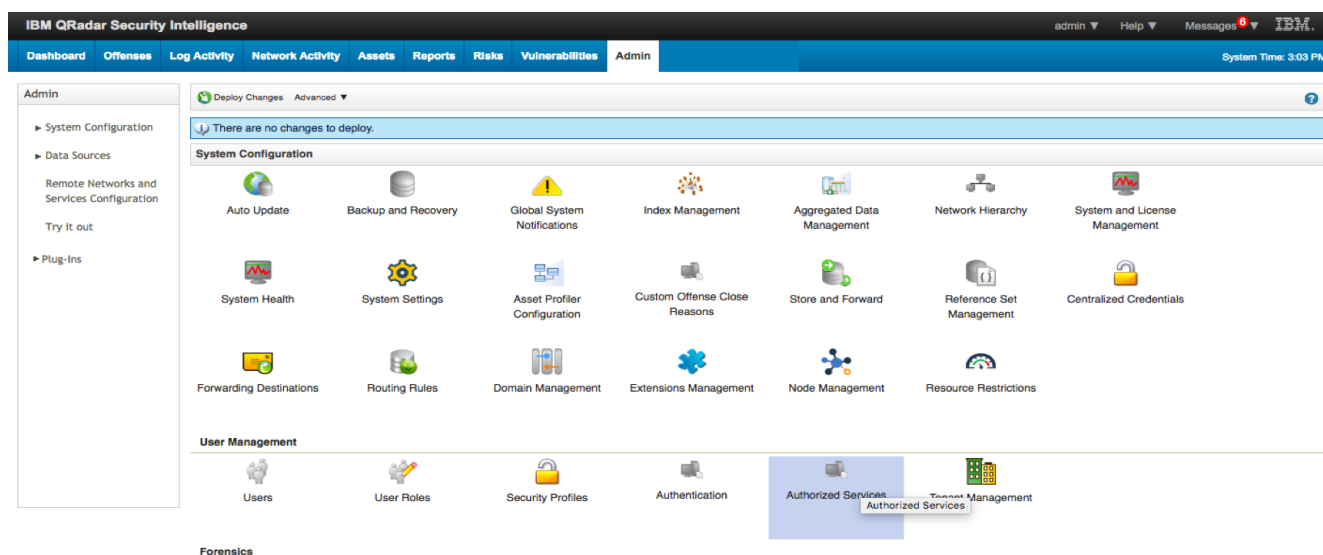 IBM QRadar Security Intelligence
admin ▼ Help ▼ Messages 6 ▼ IBM.
Dashboard Offenses Log Activity Network Activity Assets Reports Risks Vulnerabilities Admin System Time: 3:03 PM
Admin
Deploy Changes Advanced ▼ ?
System Configuration
Data Sources
Remote Networks and
Services Configuration
Try it out
Plug-ins
There are no changes to deploy.
System Configuration
Auto Update
Backup and Recovery
Global System
Notifications
Index Management
Aggregated Data
Management
Network Hierarchy
System and License
Management
System Health
System Settings
Asset Profiler
Configuration
Custom Offense Close
Reasons
Store and Forward
Reference Set
Management
Centralized Credentials
Forwarding Destinations
Routing Rules
Domain Management
Extensions Management
Node Management
Resource Restrictions
User Management
Users
User Roles
Security Profiles
Authentication
Authorized Services
Authorized Services
Tenant Management
Forensics